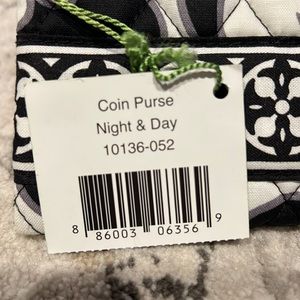 Coin Purse
Night & Day
10136-052
8 86003 06356 9